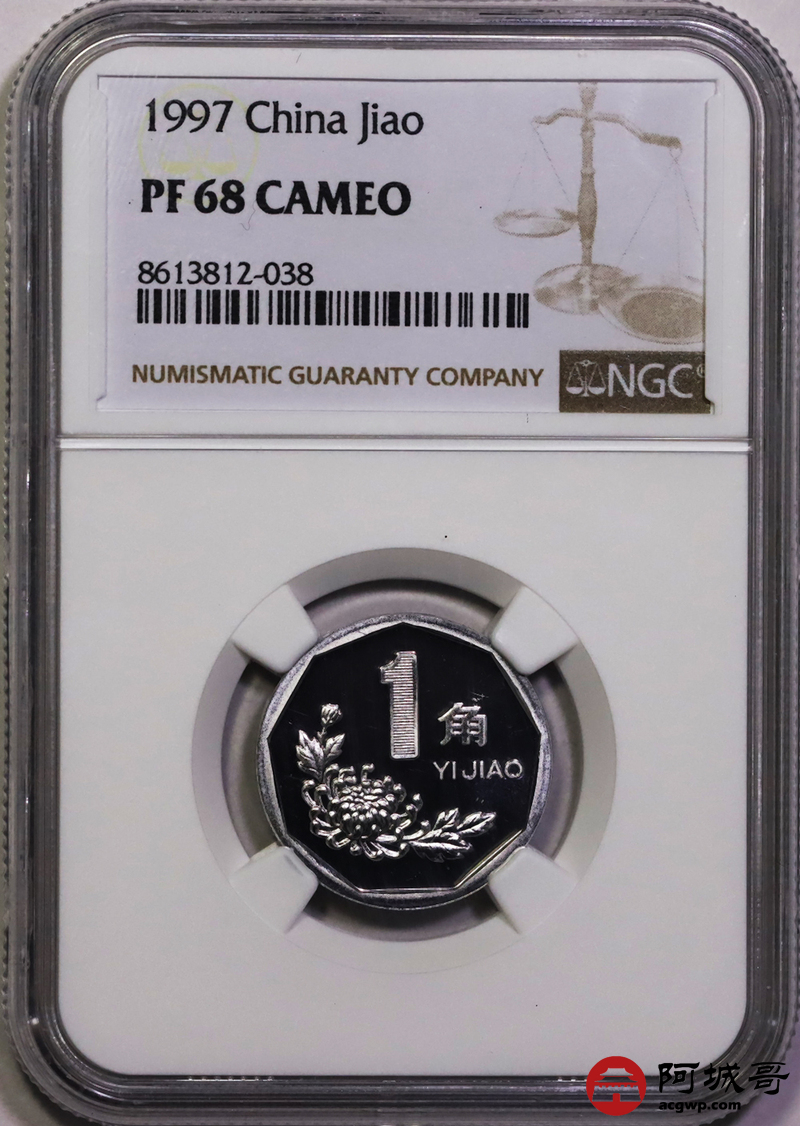 1997 China Jiao
PF 68 CAMEO
8613812-038
NUMISMATIC GUARANTY COMPANY
NGC
1
角
YI JIAO
阿城哥
acgwp.com